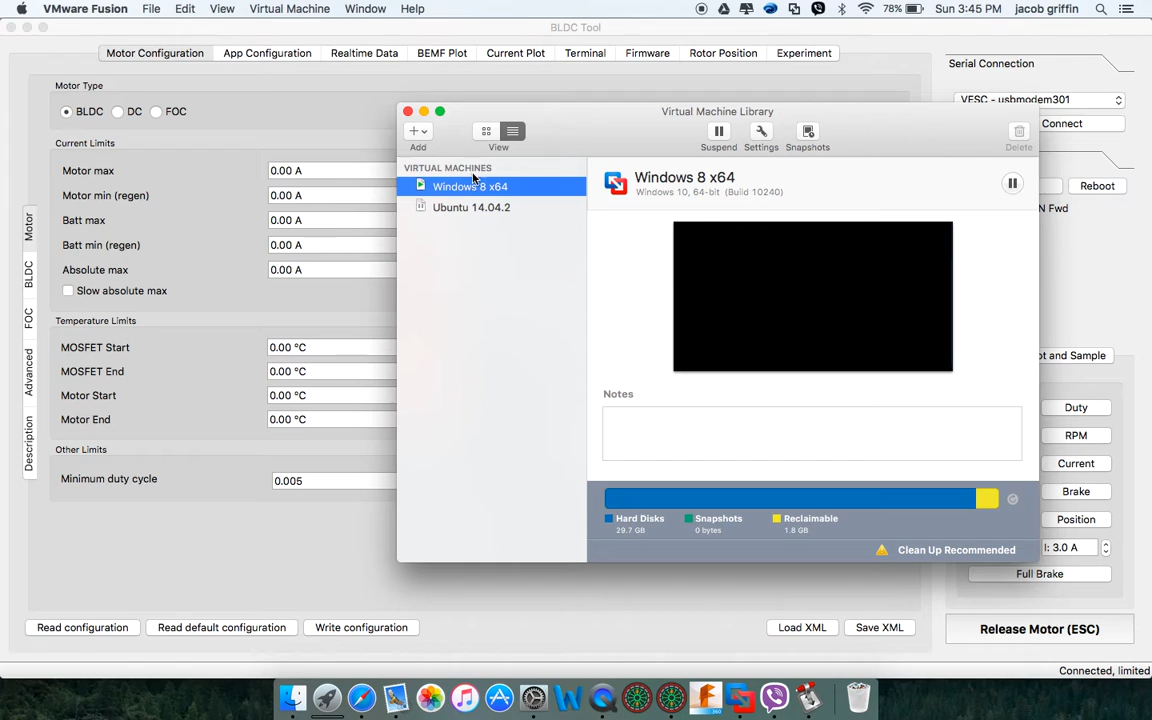 VMware Fusion File Edit View Virtual Machine Window Help 78% Sun 3:45 PM jacob griffin
BLDC Tool
Motor Configuration App Configuration Realtime Data BEMF Plot Current Plot Terminal Firmware Rotor Position Experiment
Serial Connection
VESC - usbmodem301
Connect
Reboot
N Fwd
Motor Type
BLDC DC FOC
Current Limits
Motor max 0.00 A
Motor min (regen) 0.00 A
Batt max 0.00 A
Batt min (regen) 0.00 A
Absolute max 0.00 A
Slow absolute max
Temperature Limits
MOSFET Start 0.00 °C
MOSFET End 0.00 °C
Motor Start 0.00 °C
Motor End 0.00 °C
Other Limits
Minimum duty cycle 0.005
Motor
BLDC
FOC
Advanced
Description
Virtual Machine Library
Add View Suspend Settings Snapshots Delete
VIRTUAL MACHINES
Windows 8 x64
Ubuntu 14.04.2
Windows 8 x64
Windows 10, 64-bit (Build 10240)
Notes
Hard Disks Snapshots Reclaimable
29.7 GB 0 bytes 1.8 GB
Clean Up Recommended
ot and Sample
Duty
RPM
Current
Brake
Position
I: 3.0 A
Full Brake
Read configuration Read default configuration Write configuration Load XML Save XML
Release Motor (ESC)
Connected, limited